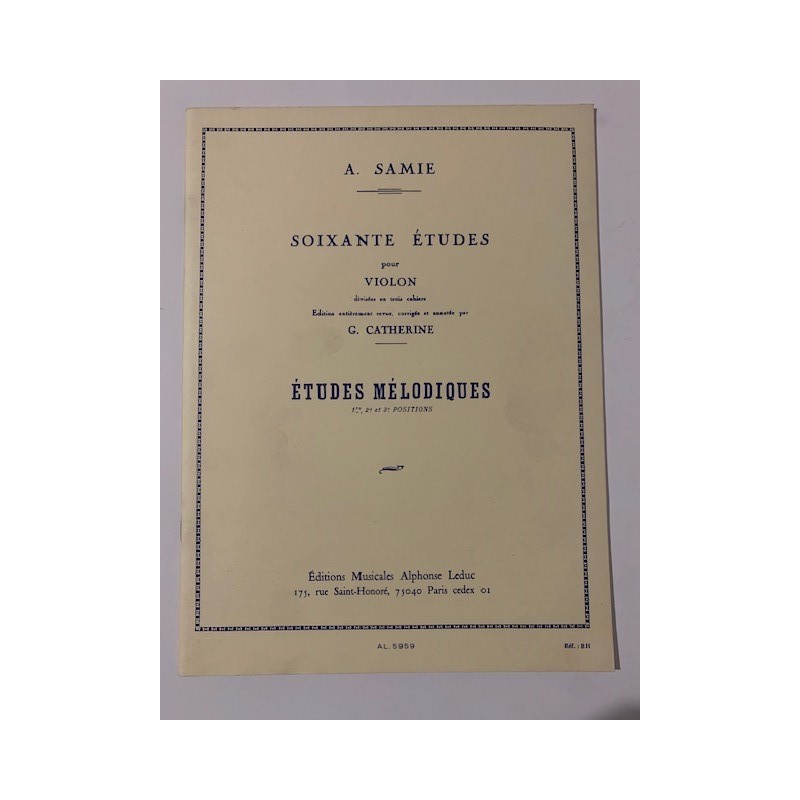 A. SAMIE
SOIXANTE ÉTUDES
pour
VIOLON
divisées en trois cahiers
Edition entièrement revue, corrigée et annotée par
G. CATHERINE
ÉTUDES MÉLODIQUES
1re, 2e et 3e POSITIONS
Éditions Musicales Alphonse Leduc
175, rue Saint-Honoré, 75040 Paris cedex 01
AL. 5959
Réf. : BH